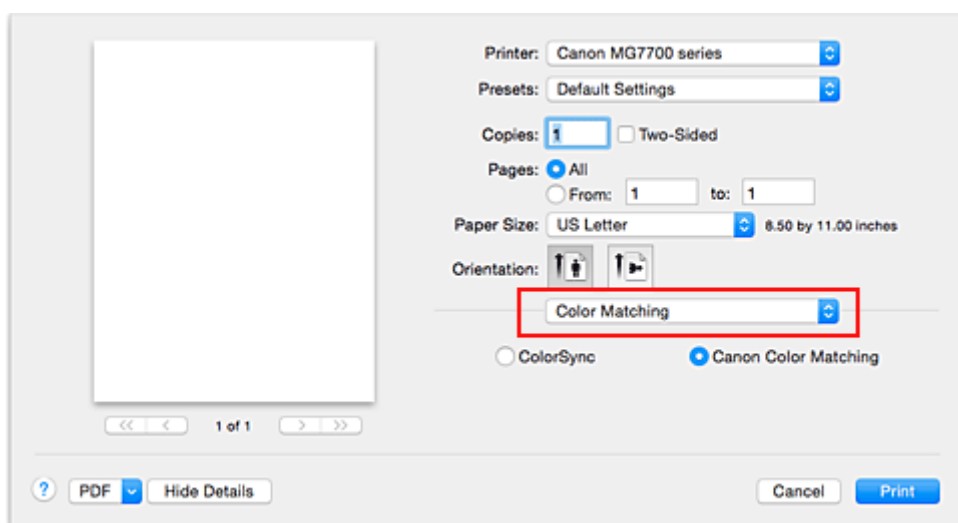 Printer: Canon MG7700 series
Presets: Default Settings
Copies: 1 Two-Sided
Pages: All
From: 1 to: 1
Paper Size: US Letter 8.50 by 11.00 inches
Orientation:
Color Matching
ColorSync Canon Color Matching
<< < 1 of 1 > >>
? PDF Hide Details Cancel Print